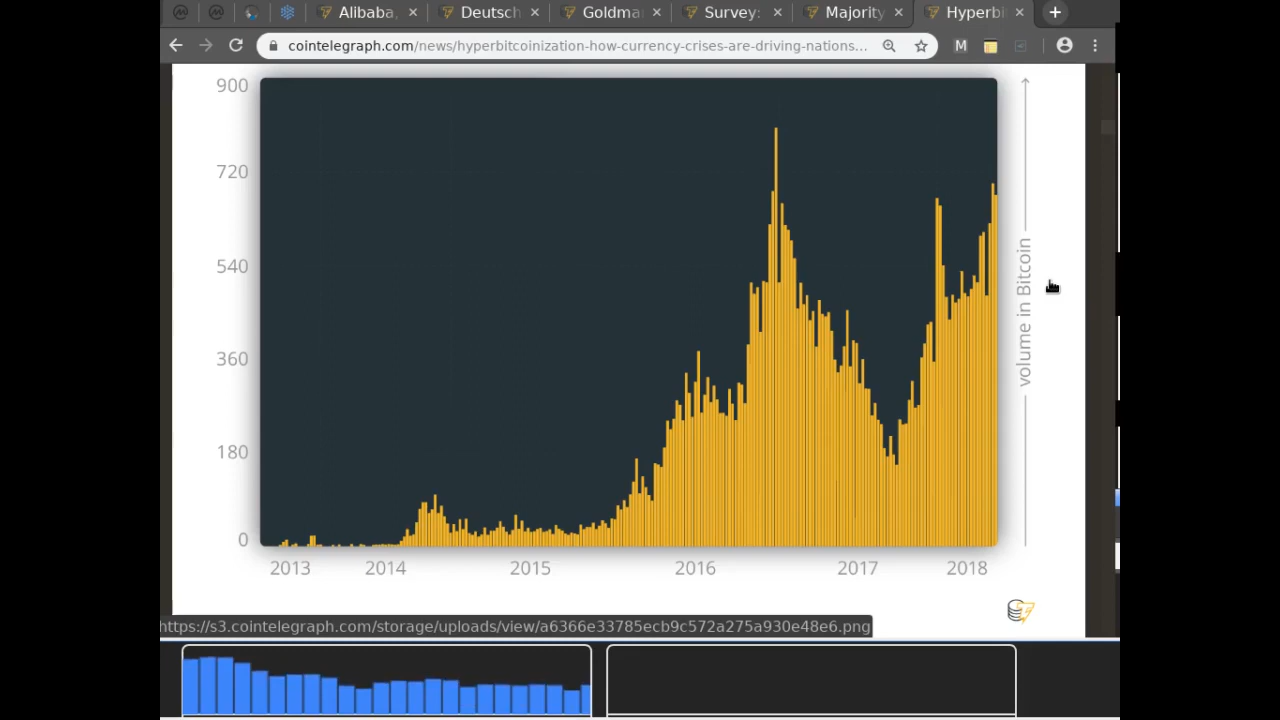 Alibaba,
Deutsch
Goldma
Survey:
Majority
Hyperbi
cointelegraph.com/news/hyperbitcoinization-how-currency-crises-are-driving-nations...
M
900
720
540
360
180
0
volume in Bitcoin
2013 2014 2015 2016 2017 2018
https://s3.cointelegraph.com/storage/uploads/view/a6366e33785ecb9c572a275a930e48e6.png